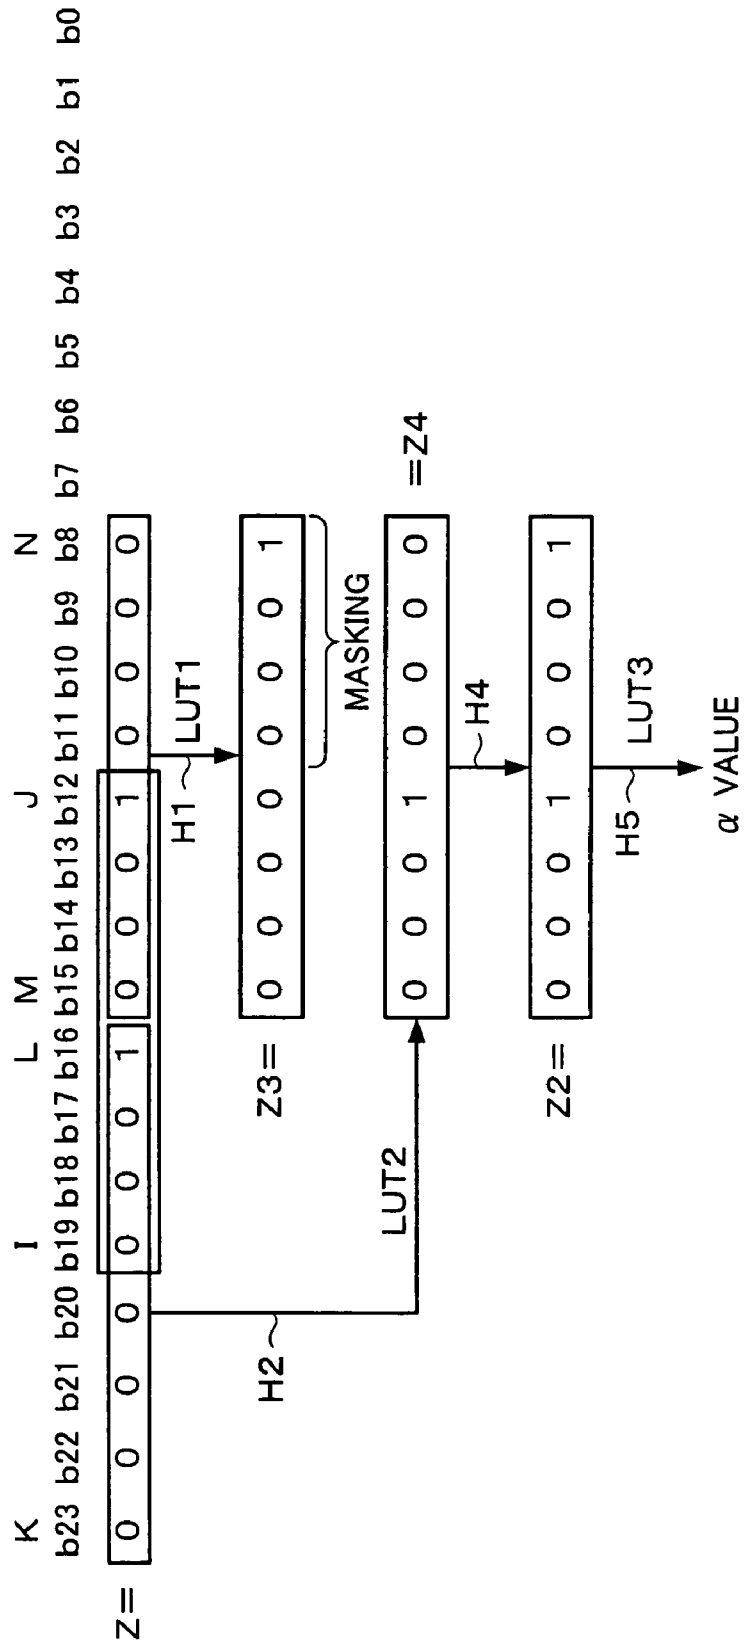 K I L M J N
b23 b22 b21 b20 b19 b18 b17 b16 b15 b14 b13 b12 b11 b10 b9 b8 b7 b6 b5 b4 b3 b2 b1 b0
Z= 0 0 0 0 0 0 0 1 0 0 0 1 0 0 0 0
H1 LUT1
Z3= 0 0 0 0 0 0 0 1
H2
MASKING
LUT2
0 0 0 1 0 0 0 0 =Z4
H4
Z2= 0 0 0 1 0 0 0 1
H5 LUT3
α VALUE